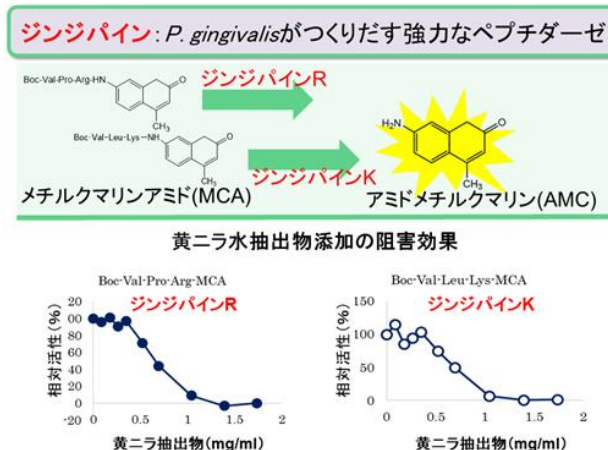 ジンジパイン:P. gingivalisがつくりだす強力なペプチダーゼ
Boc-Val-Pro-Arg-HN
ジンジパインR
O
CH3
Boc-Val-Leu-Lys-NH
O
CH3
ジンジパインK
H2N
O
CH3
メチルクマリンアミド(MCA)
アミドメチルクマリン(AMC)
黄ニラ水抽出物添加の阻害効果
Boc-Val-Pro-Arg-MCA
ジンジパインR
相対活性(%)
20
00
80
60
40
20
0
-20
0
0.5
1
1.5
2
黄ニラ抽出物(mg/ml)
Boc-Val-Leu-Lys-MCA
ジンジパインK
相対活性(%)
150
100
50
0
0
0.5
1
1.5
2
黄ニラ抽出物(mg/ml)